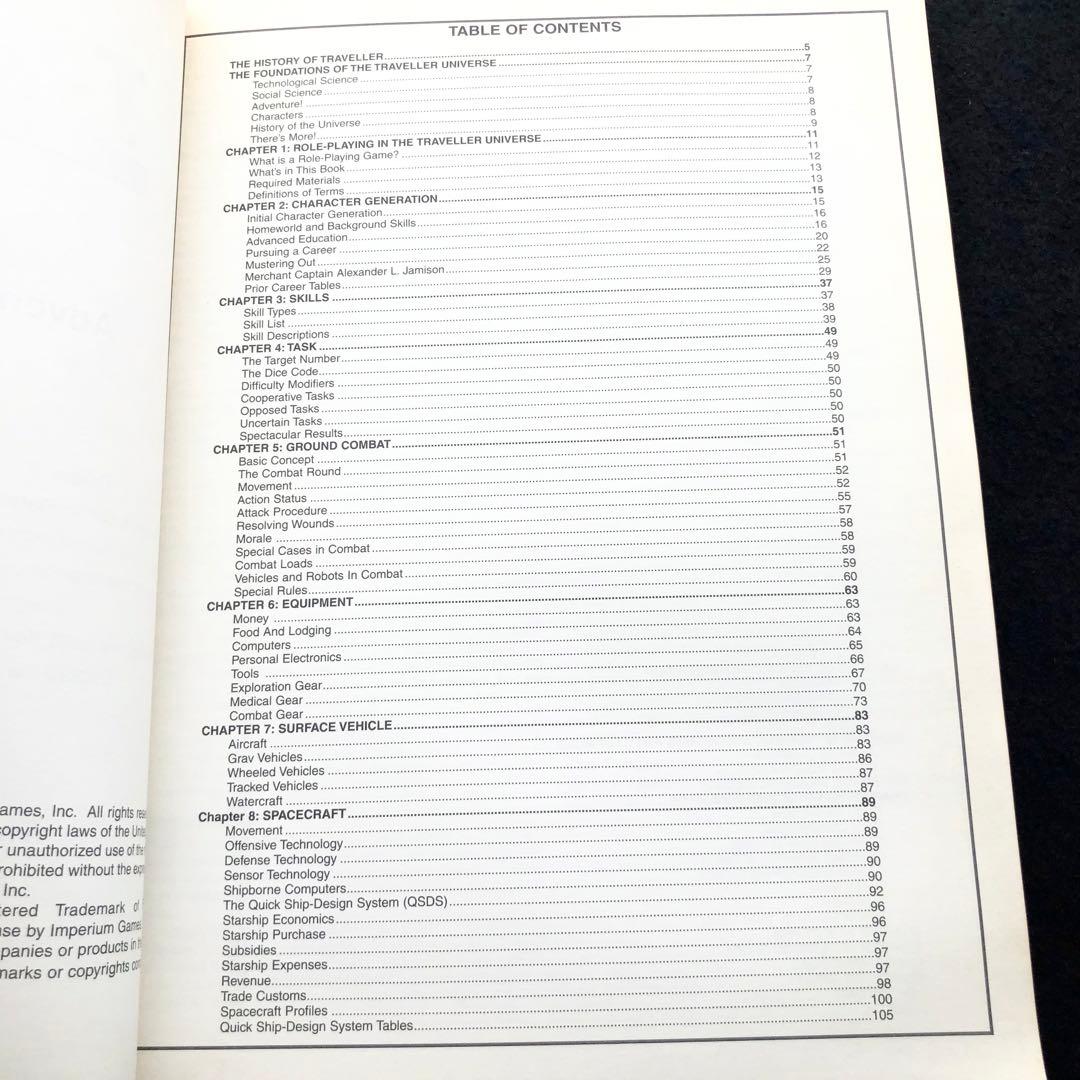 ames, Inc. All rights
copyright laws of the
unauthorized use of the
rohibited without the
Inc.
tered Trademark of
use by Imperium Games
panies or products in
marks or copyrights
TABLE OF CONTENTS
THE HISTORY OF TRAVELLER....................5
THE FOUNDATIONS OF THE TRAVELLER UNIVERSE....................7
Technological Science....................7
Social Science....................7
Adventure!....................8
Characters....................8
History of the Universe....................8
There's More!....................9
CHAPTER 1: ROLE-PLAYING IN THE TRAVELLER UNIVERSE....................11
What is a Role-Playing Game?....................11
What's in This Book....................12
Required Materials....................13
Definitions of Terms....................13
CHAPTER 2: CHARACTER GENERATION....................15
Initial Character Generation....................15
Homeworld and Background Skills....................16
Advanced Education....................16
Pursuing a Career....................20
Mustering Out....................22
Merchant Captain Alexander L. Jamison....................25
Prior Career Tables....................29
CHAPTER 3: SKILLS....................37
Skill Types....................37
Skill List....................38
Skill Descriptions....................39
CHAPTER 4: TASK....................49
The Target Number....................49
The Dice Code....................49
Difficulty Modifiers....................50
Cooperative Tasks....................50
Opposed Tasks....................50
Uncertain Tasks....................50
Spectacular Results....................50
CHAPTER 5: GROUND COMBAT....................51
Basic Concept....................51
The Combat Round....................51
Movement....................52
Action Status....................52
Attack Procedure....................55
Resolving Wounds....................57
Morale....................58
Special Cases in Combat....................58
Combat Loads....................59
Vehicles and Robots In Combat....................59
Special Rules....................60
CHAPTER 6: EQUIPMENT....................63
Money....................63
Food And Lodging....................63
Computers....................64
Personal Electronics....................65
Tools....................66
Exploration Gear....................67
Medical Gear....................70
Combat Gear....................73
CHAPTER 7: SURFACE VEHICLE....................83
Aircraft....................83
Grav Vehicles....................83
Wheeled Vehicles....................86
Tracked Vehicles....................87
Watercraft....................87
Chapter 8: SPACECRAFT....................89
Movement....................89
Offensive Technology....................89
Defense Technology....................89
Sensor Technology....................90
Shipborne Computers....................90
The Quick Ship-Design System (QSDS)....................92
Starship Economics....................96
Starship Purchase....................96
Subsidies....................97
Starship Expenses....................97
Revenue....................97
Trade Customs....................98
Spacecraft Profiles....................100
Quick Ship-Design System Tables....................105